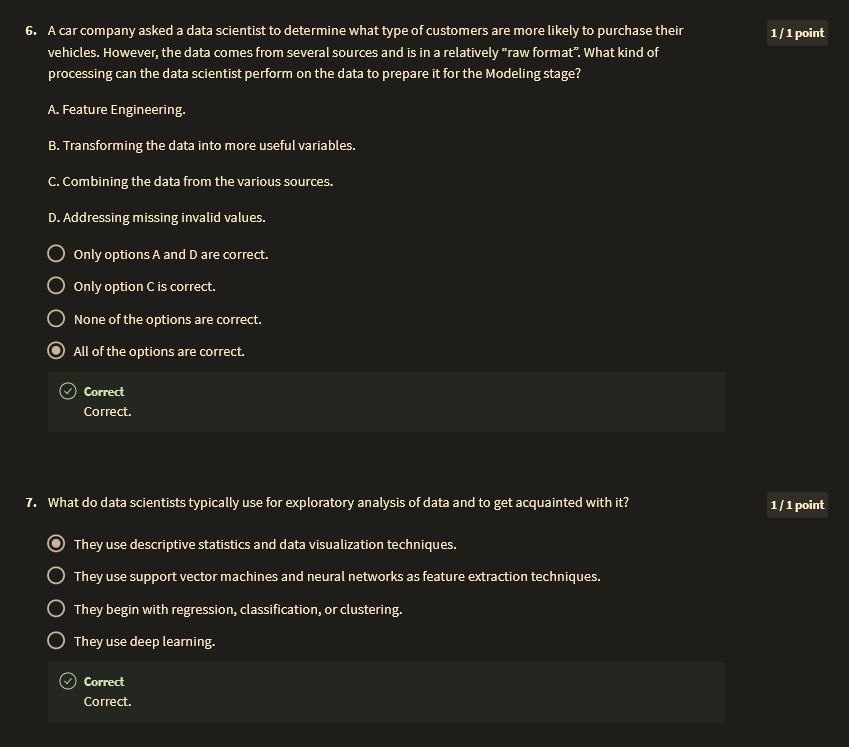 6. A car company asked a data scientist to determine what type of customers are more likely to purchase their
1 / 1 point
vehicles. However, the data comes from several sources and is in a relatively “raw format”. What kind of
processing can the data scientist perform on the data to prepare it for the Modeling stage?
A. Feature Engineering.
B. Transforming the data into more useful variables.
C. Combining the data from the various sources.
D. Addressing missing invalid values.
Only options A and D are correct.
Only option C is correct.
None of the options are correct.
All of the options are correct.
Correct
Correct.
7. What do data scientists typically use for exploratory analysis of data and to get acquainted with it?
1 / 1 point
They use descriptive statistics and data visualization techniques.
They use support vector machines and neural networks as feature extraction techniques.
They begin with regression, classification, or clustering.
They use deep learning.
Correct
Correct.